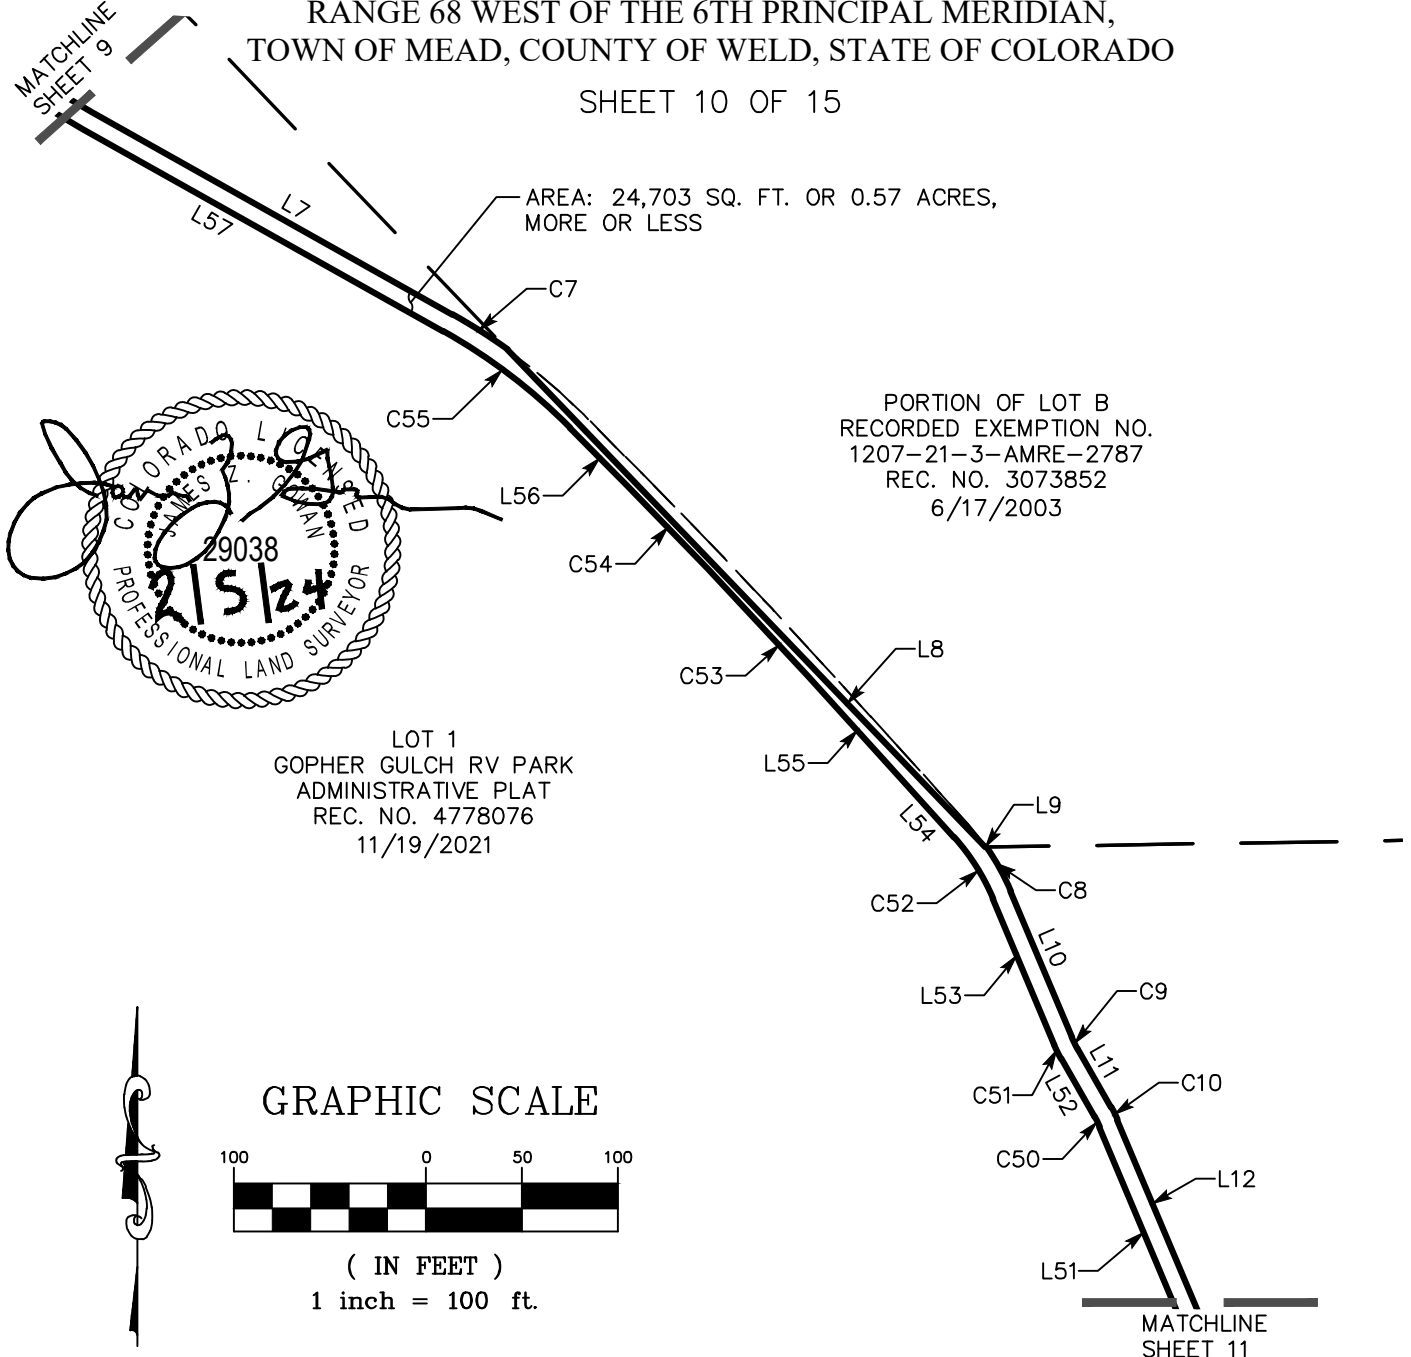 RANGE 68 WEST OF THE 6TH PRINCIPAL MERIDIAN,
TOWN OF MEAD, COUNTY OF WELD, STATE OF COLORADO
SHEET 10 OF 15
MATCHLINE
SHEET 9
L7
L57
AREA: 24,703 SQ. FT. OR 0.57 ACRES,
MORE OR LESS
C7
C55
PORTION OF LOT B
RECORDED EXEMPTION NO.
1207-21-3-AMRE-2787
REC. NO. 3073852
6/17/2003
L56
C54
COLORADO LICENSED
JAMES Z. GOWAN
29038
2/5/24
PROFESSIONAL LAND SURVEYOR
C53
L8
L55
LOT 1
GOPHER GULCH RV PARK
ADMINISTRATIVE PLAT
REC. NO. 4778076
11/19/2021
L54
L9
C52
C8
L10
L53
C9
L11
C51
L52
C10
C50
L12
L51
GRAPHIC SCALE
100 0 50 100
( IN FEET )
1 inch = 100 ft.
MATCHLINE
SHEET 11